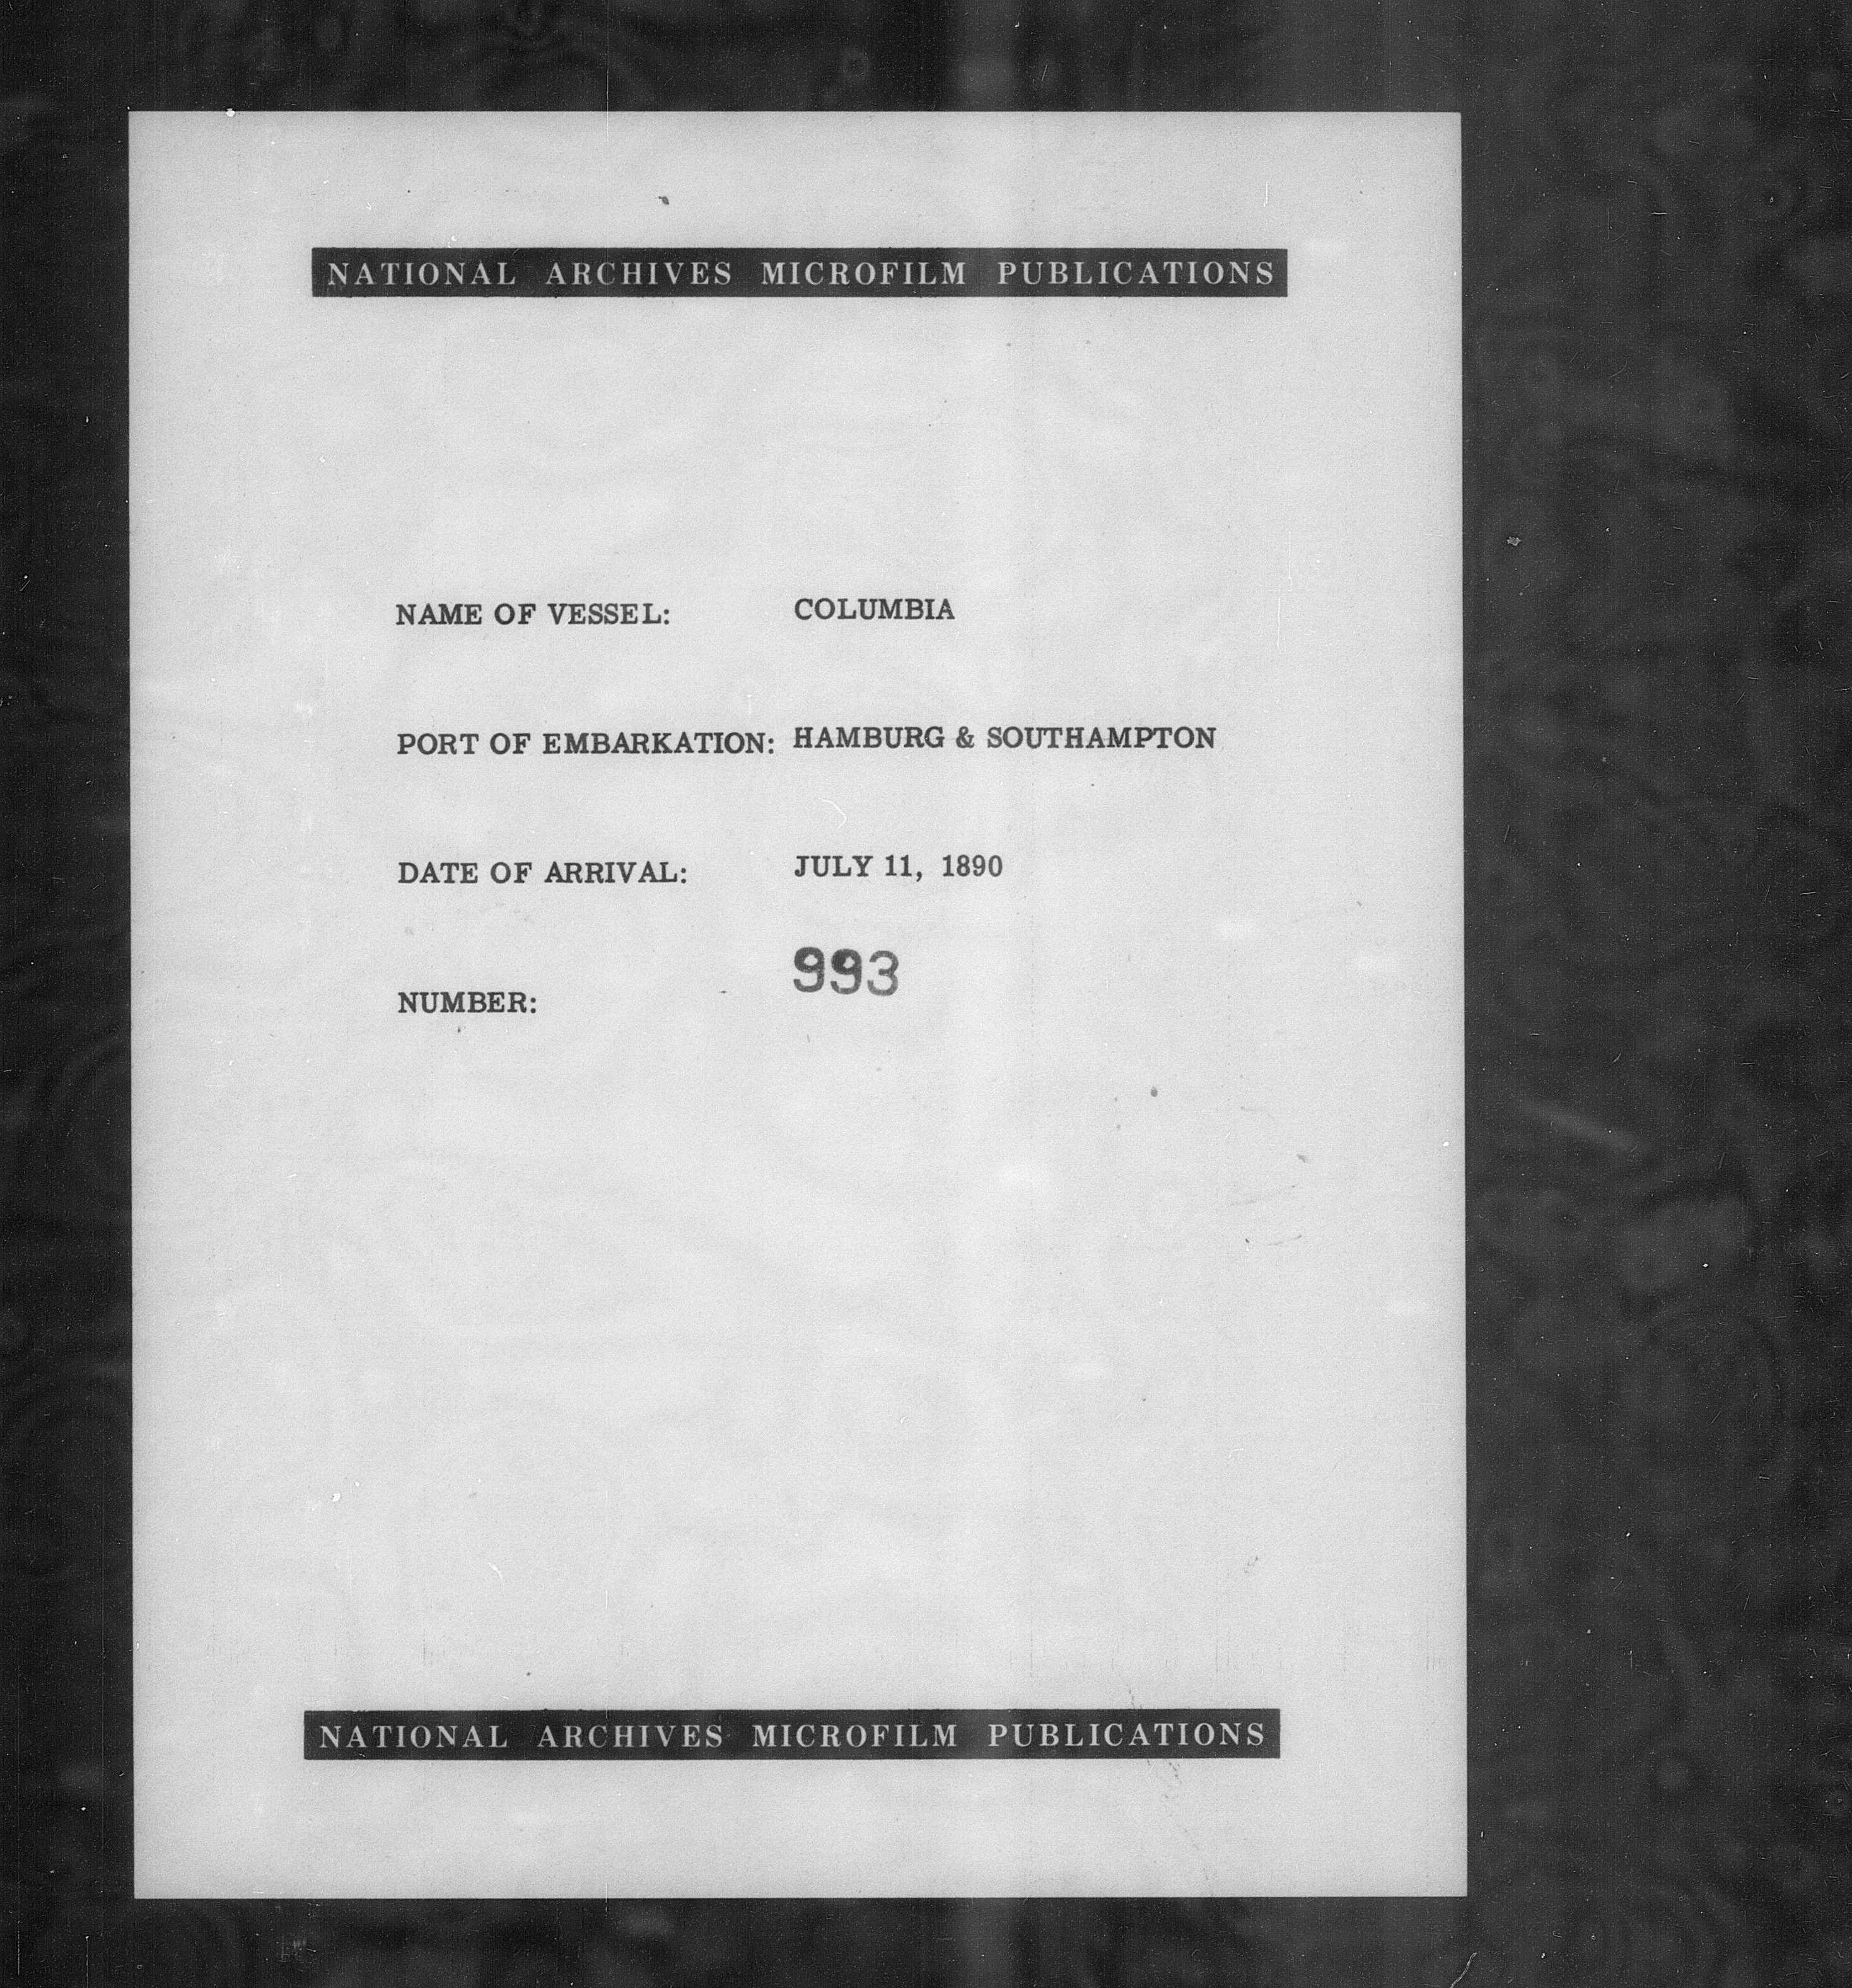 NATIONAL ARCHIVES MICROFILM PUBLICATIONS
NAME OF VESSEL: COLUMBIA
PORT OF EMBARKATION: HAMBURG & SOUTHAMPTON
DATE OF ARRIVAL: JULY 11, 1890
NUMBER: 993
NATIONAL ARCHIVES MICROFILM PUBLICATIONS